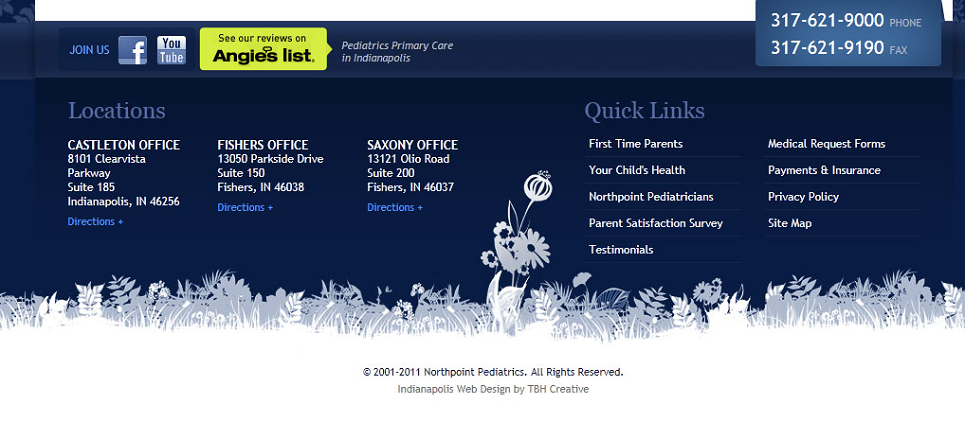 317-621-9000 PHONE
317-621-9190 FAX
JOIN US
f
You
Tube
See our reviews on
Angie's list.
Pediatrics Primary Care
in Indianapolis
Locations
CASTLETON OFFICE
8101 Clearvista
Parkway
Suite 185
Indianapolis, IN 46256
Directions +
FISHERS OFFICE
13050 Parkside Drive
Suite 150
Fishers, IN 46038
Directions +
SAXONY OFFICE
13121 Olio Road
Suite 200
Fishers, IN 46037
Directions +
Quick Links
First Time Parents
Your Child's Health
Northpoint Pediatricians
Parent Satisfaction Survey
Testimonials
Medical Request Forms
Payments & Insurance
Privacy Policy
Site Map
© 2001-2011 Northpoint Pediatrics. All Rights Reserved.
Indianapolis Web Design by TBH Creative